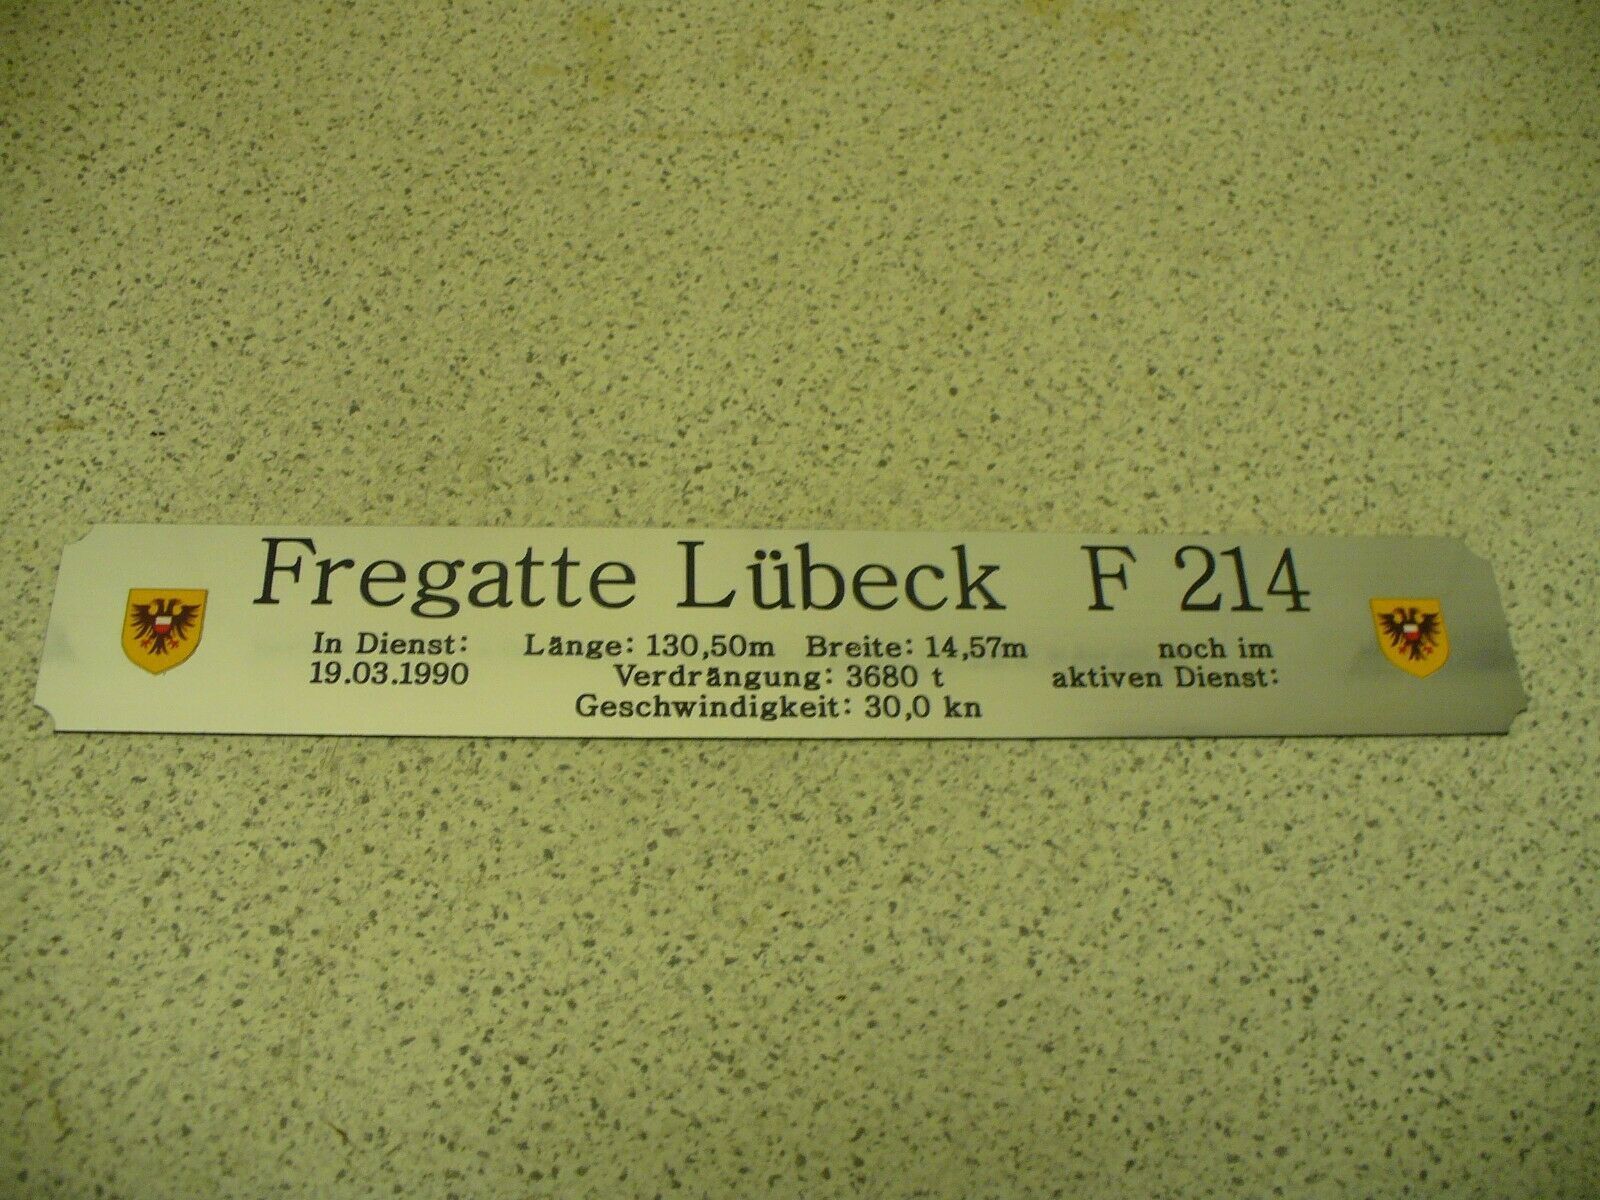 Fregatte Lübeck F 214
In Dienst: Länge: 130,50m Breite: 14,57m noch im
19.03.1990 Verdrängung: 3680 t aktiven Dienst:
Geschwindigkeit: 30,0 kn